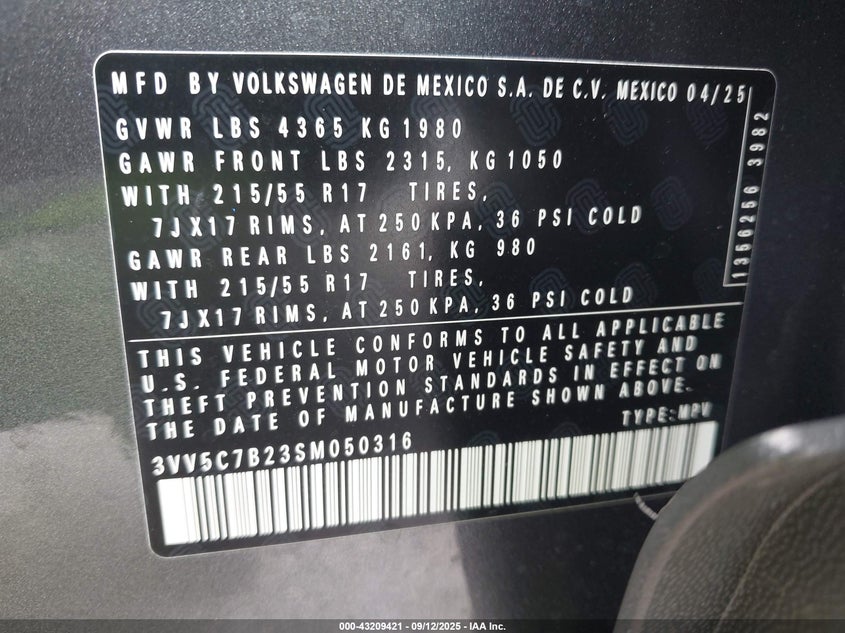 MFD BY VOLKSWAGEN DE MEXICO S.A. DE C.V. MEXICO 04/25
GVWR LBS 4365 KG 1980
GAWR FRONT LBS 2315, KG 1050
WITH 215/55 R17 TIRES,
7JX17 RIMS, AT 250 KPA, 36 PSI COLD
GAWR REAR LBS 2161, KG 980
WITH 215/55 R17 TIRES,
7JX17 RIMS, AT 250 KPA, 36 PSI COLD
1366256 3982
THIS VEHICLE CONFORMS TO ALL APPLICABLE
U.S. FEDERAL MOTOR VEHICLE SAFETY AND
THEFT PREVENTION STANDARDS IN EFFECT ON
THE DATE OF MANUFACTURE SHOWN ABOVE.
TYPE: MPV
3VV5C7B23SM050316
000-43209421 - 09/12/2025 - IAA Inc.